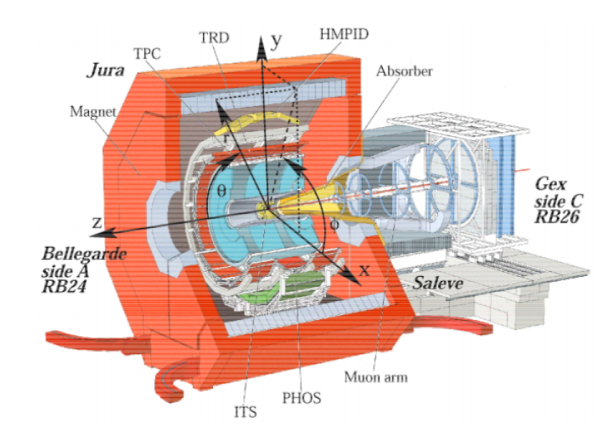 TRD
HMPID
y
TPC
Jura
Absorber
Magnet
r
θ
Gex
side C
RB26
z
ϕ
Bellegarde
side A
RB24
x
Saleve
Muon arm
PHOS
ITS